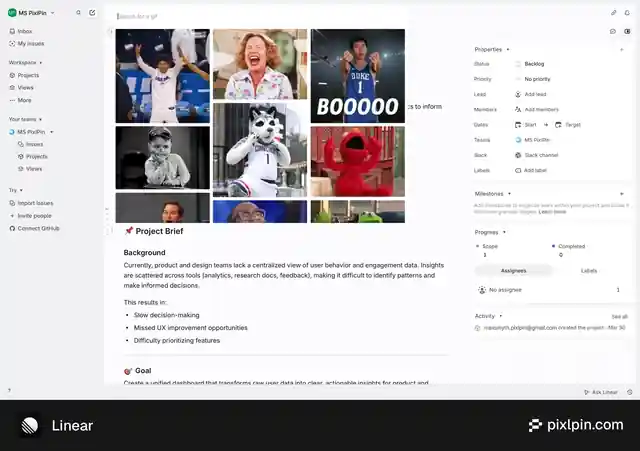 MS PixlPin
Inbox
My issues
Workspace
Projects
Views
More
Your teams
MS PixlPin
Issues
Projects
Views
Try
Import issues
Invite people
Connect GitHub
Search for a gif
DUKE
1
BOOOOO
1
cs to inform
📌 Project Brief
Background
Currently, product and design teams lack a centralized view of user behavior and engagement data. Insights
are scattered across tools (analytics, research docs, feedback), making it difficult to identify patterns and
make informed decisions.
This results in:
• Slow decision-making
• Missed UX improvement opportunities
• Difficulty prioritizing features
🎯 Goal
Create a unified dashboard that transforms raw user data into clear, actionable insights for product and
Properties
Status Backlog
Priority No priority
Lead Add lead
Members Add members
Dates Start → Target
Teams MS PixlPin
Slack Slack channel
Labels Add label
Milestones
Learn more
Progress
Scope Completed
1 0
Assignees Labels
No assignee 1
Activity See all
created the project · Mar 30
?
Ask Linear
Linear
pixlpin.com